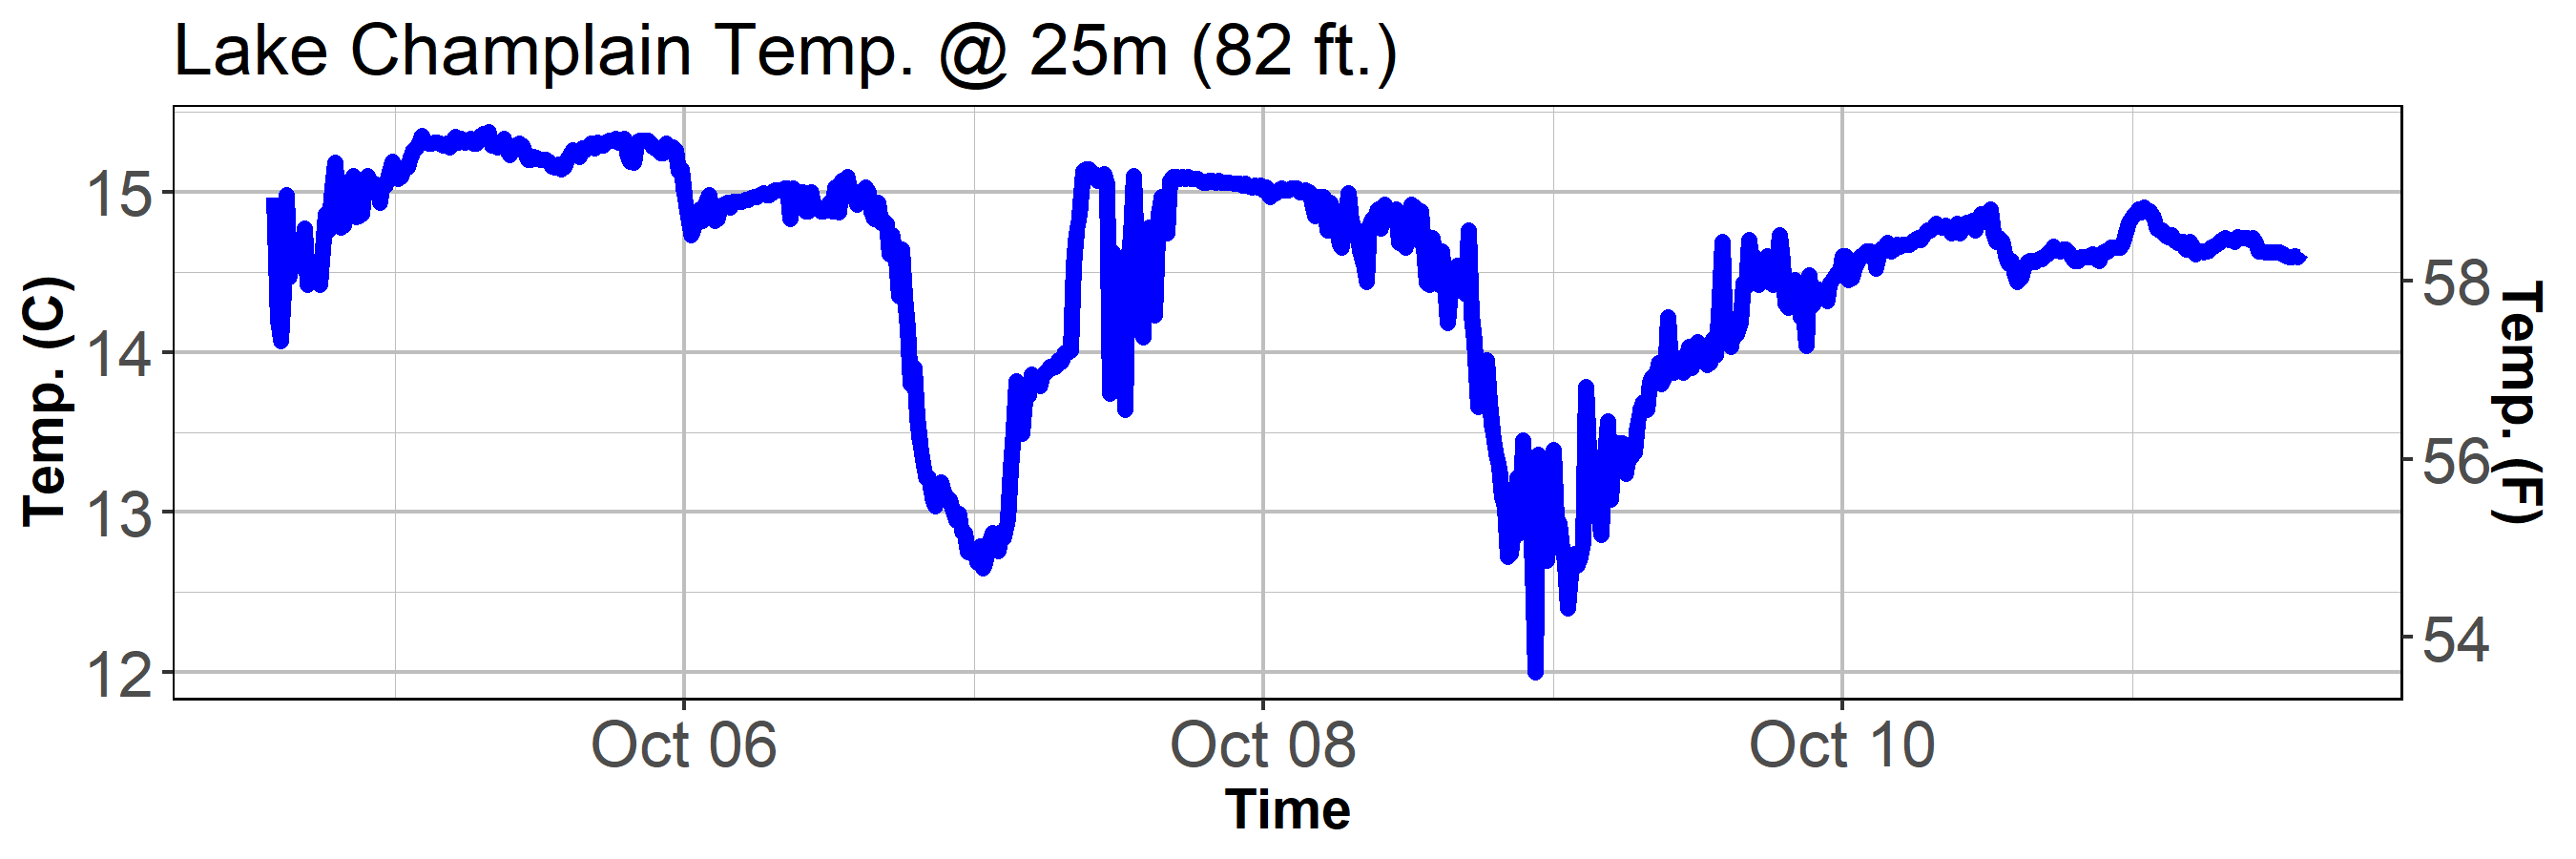 Lake Champlain Temp. @ 25m (82 ft.)
Temp. (C)
15
14
13
12
58
56
54
Temp. (F)
Oct 06
Oct 08
Oct 10
Time